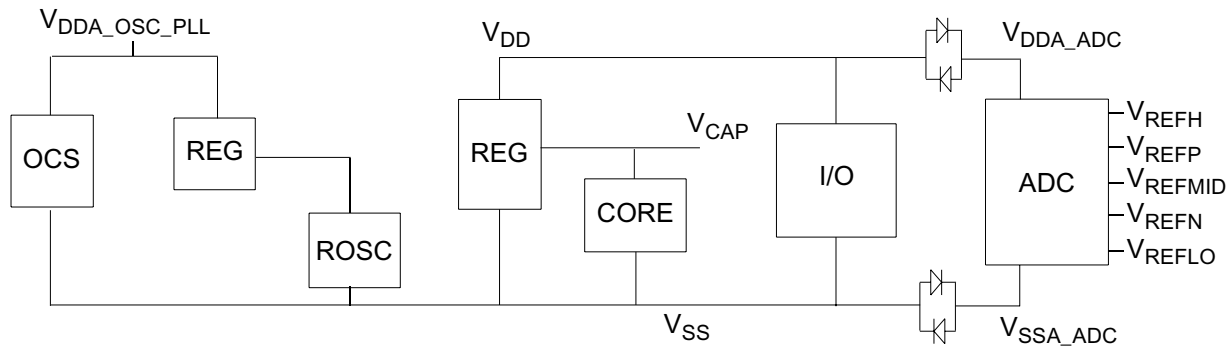 VDDA_OSC_PLL
VDD
VDDA_ADC
OCS
REG
REG
VCAP
I/O
ADC
VREFH
VREFP
VREFMID
VREFN
VREFLO
CORE
ROSC
VSS
VSSA_ADC